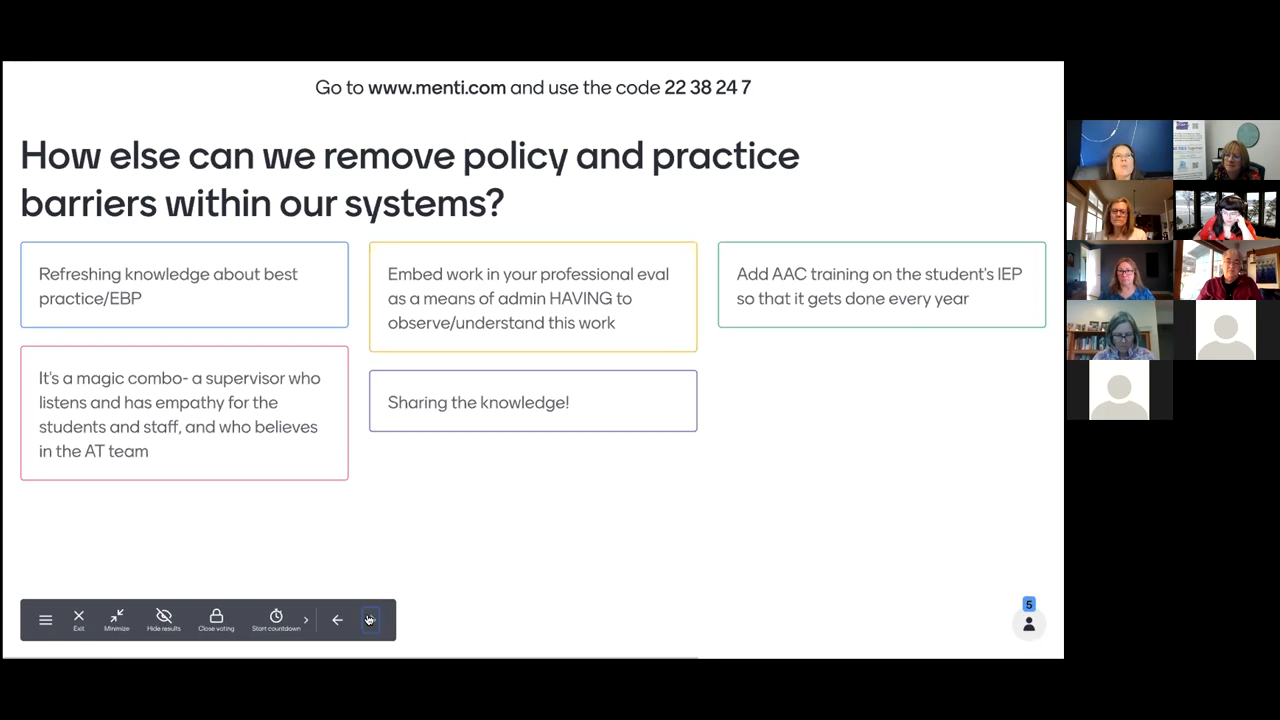 Go to www.menti.com and use the code 22 38 24 7
How else can we remove policy and practice
barriers within our systems?
Refreshing knowledge about best
practice/EBP
Embed work in your professional eval
as a means of admin HAVING to
observe/understand this work
Add AAC training on the student's IEP
so that it gets done every year
It's a magic combo- a supervisor who
listens and has empathy for the
students and staff, and who believes
in the AT team
Sharing the knowledge!
Exit
Minimize
Hide results
Close voting
Start countdown
5